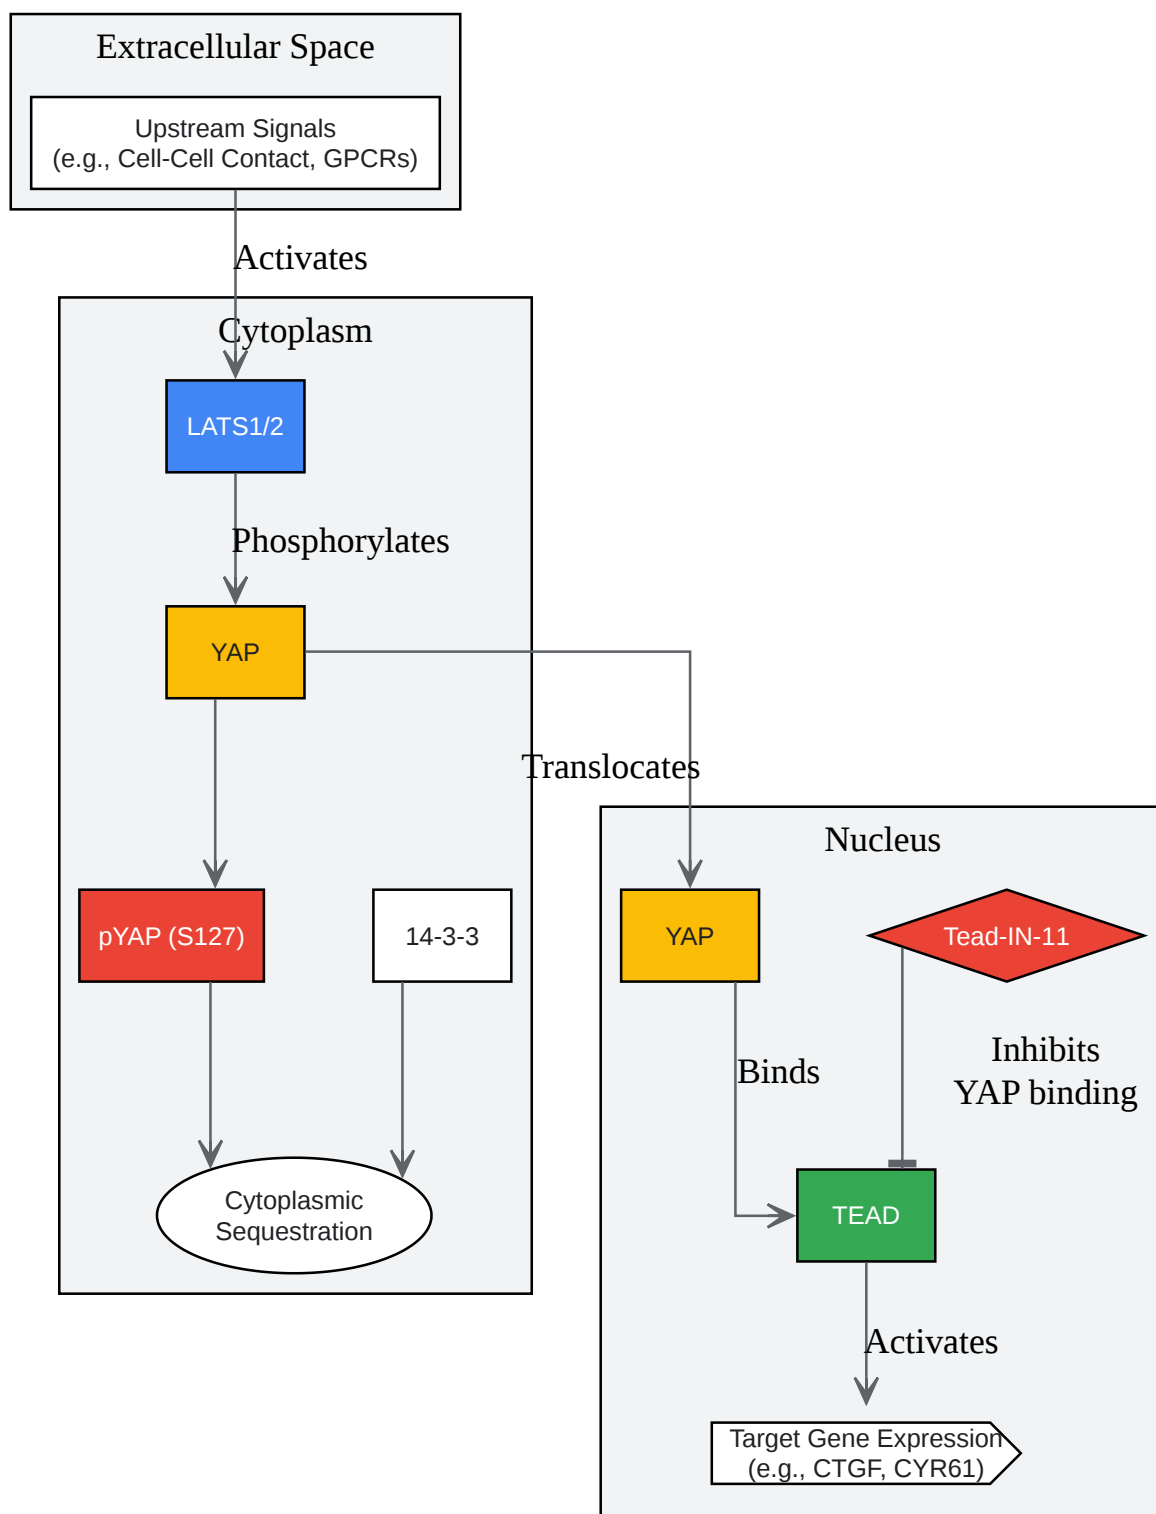 Extracellular Space
Upstream Signals
(e.g., Cell-Cell Contact, GPCRs)
Activates
Cytoplasm
LATS1/2
Phosphorylates
YAP
Translocates
Nucleus
pYAP (S127)
14-3-3
YAP
Tead-IN-11
Inhibits
YAP binding
Binds
Cytoplasmic
Sequestration
TEAD
Activates
Target Gene Expression
(e.g., CTGF, CYR61)